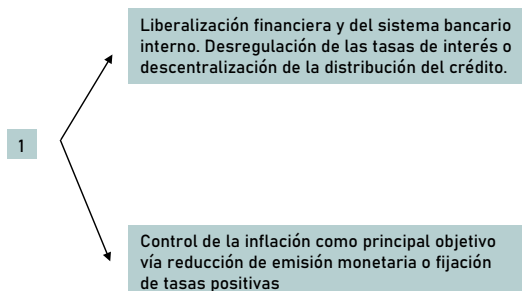 Liberalización financiera y del sistema bancario
interno. Desregulación de las tasas de interés o
descentralización de la distribución del crédito.
1
Control de la inflación como principal objetivo
vía reducción de emisión monetaria o fijación
de tasas positivas